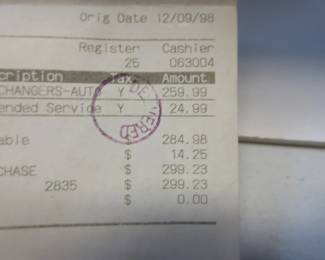 Orig Date 12/09/98
Register Cashier
25 063004
cription Tax Amount
CHANGERS-AUTO Y 259.99
ended Service Y 24.99
DELIVERED
able $ 284.98
$ 14.25
CHASE $ 299.23
2835 $ 299.23
$ 0.00